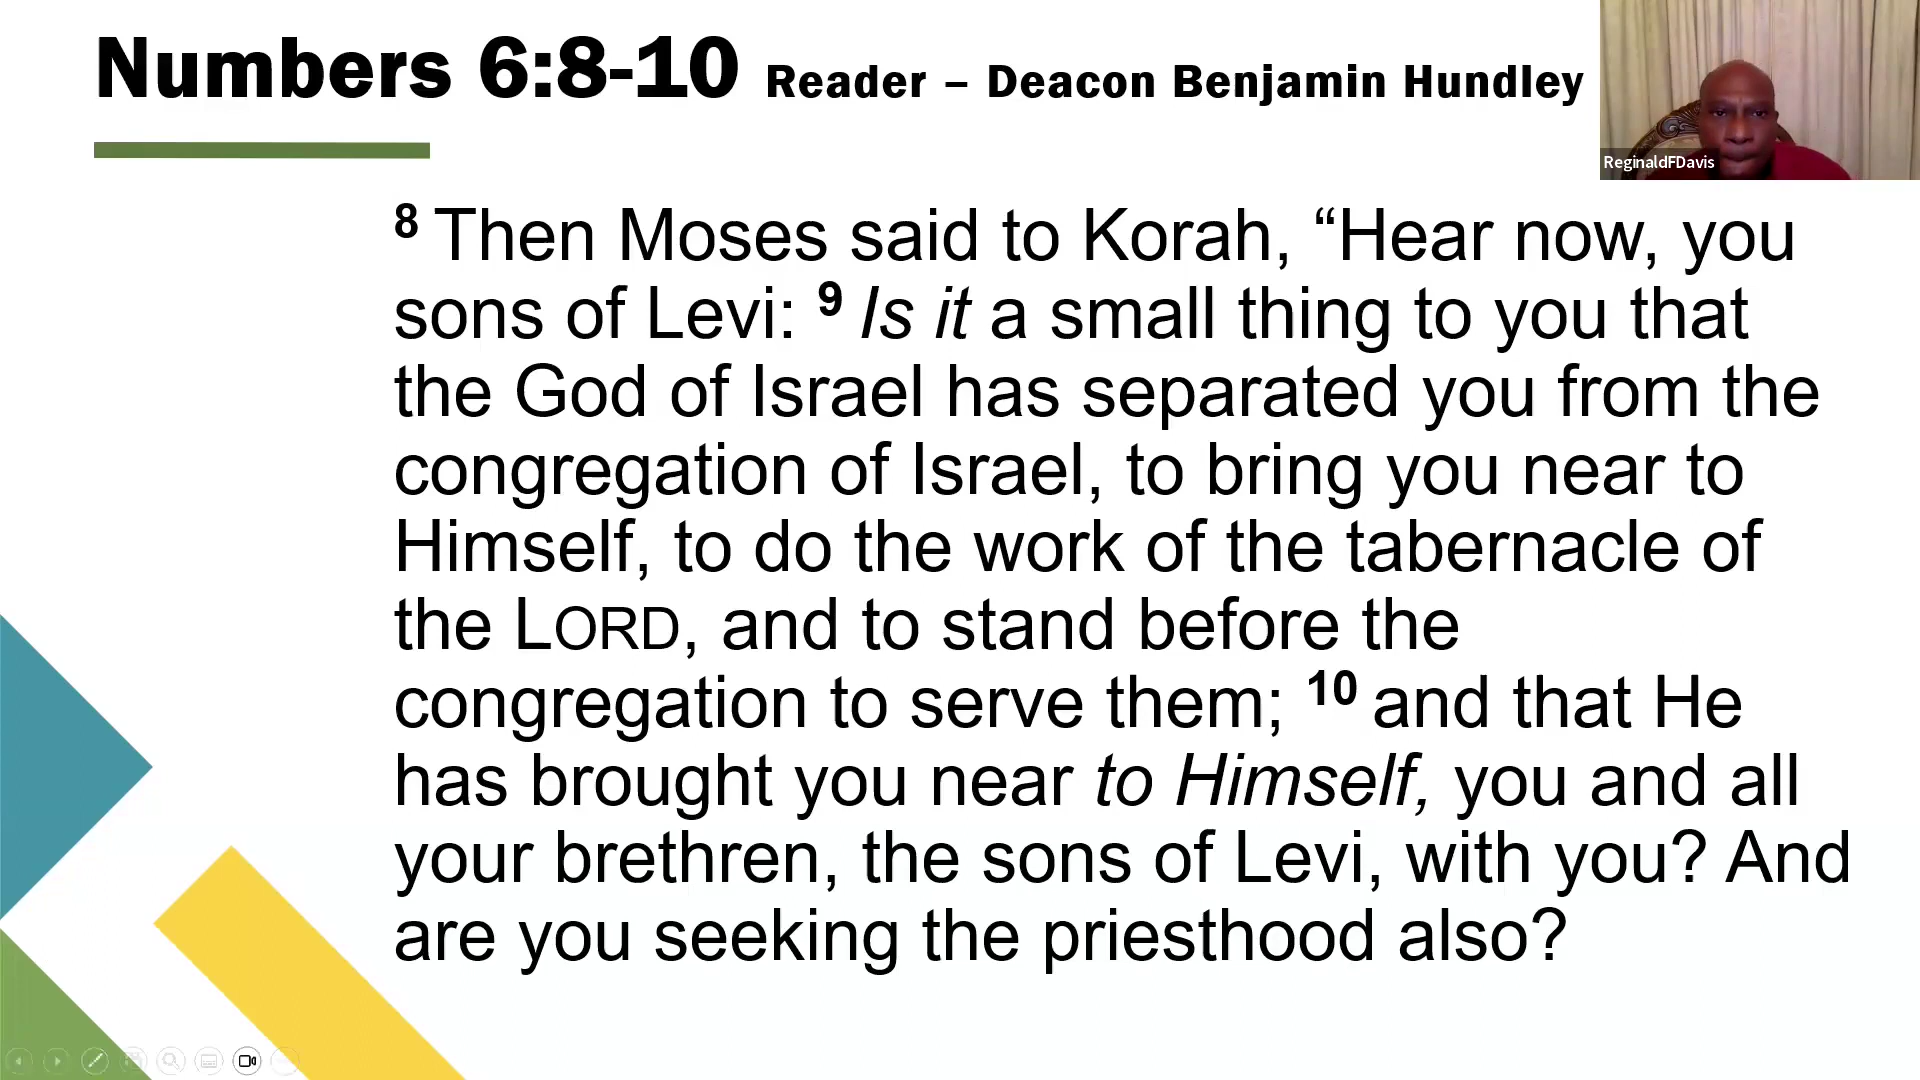 Numbers 6:8-10 Reader – Deacon Benjamin Hundley
ReginaldFDavis
8 Then Moses said to Korah, “Hear now, you
sons of Levi: 9 Is it a small thing to you that
the God of Israel has separated you from the
congregation of Israel, to bring you near to
Himself, to do the work of the tabernacle of
the LORD, and to stand before the
congregation to serve them; 10 and that He
has brought you near to Himself, you and all
your brethren, the sons of Levi, with you? And
are you seeking the priesthood also?